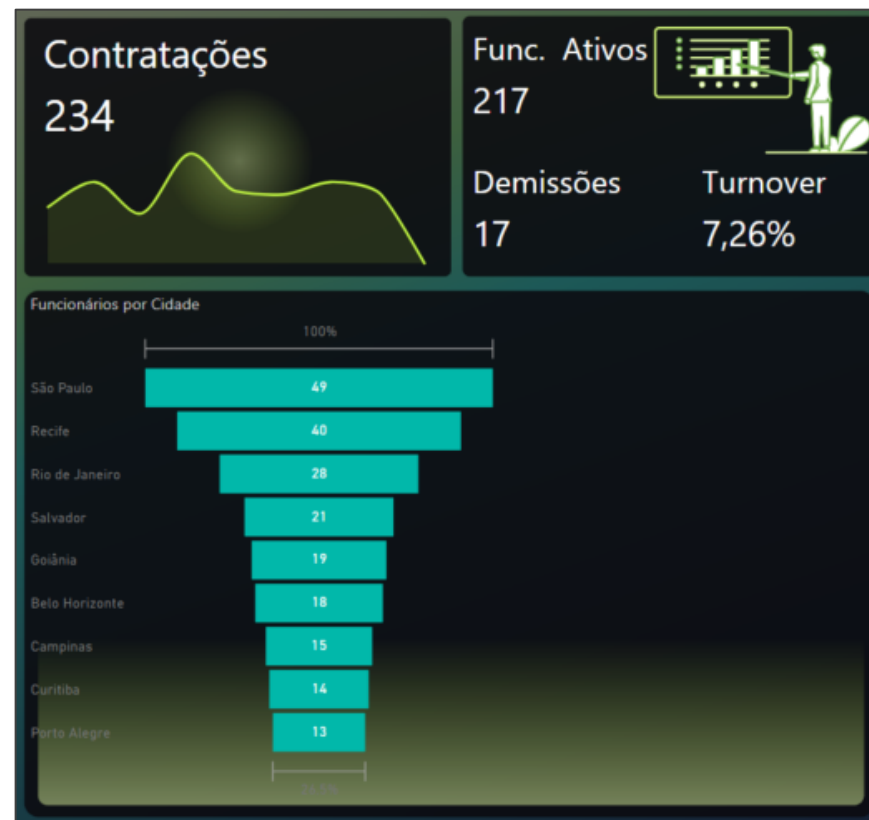 Contratações
234
Func. Ativos
217
Demissões
17
Turnover
7,26%
Funcionários por Cidade
100%
São Paulo
49
Recife
40
Rio de Janeiro
28
Salvador
21
Goiânia
19
Belo Horizonte
18
Campinas
15
Curitiba
14
Porto Alegre
13